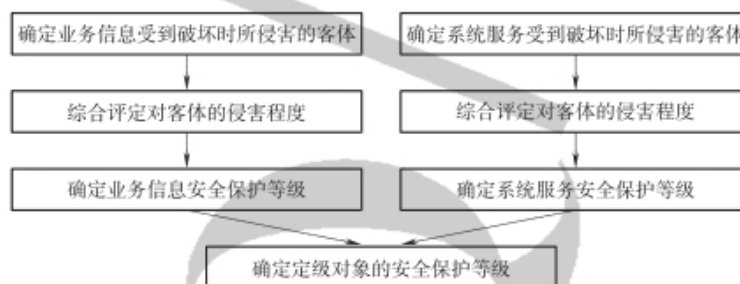 确定业务信息受到破坏时所侵害的客体
确定系统服务受到破坏时所侵害的客体
综合评定对客体的侵害程度
综合评定对客体的侵害程度
确定业务信息安全保护等级
确定系统服务安全保护等级
确定定级对象的安全保护等级